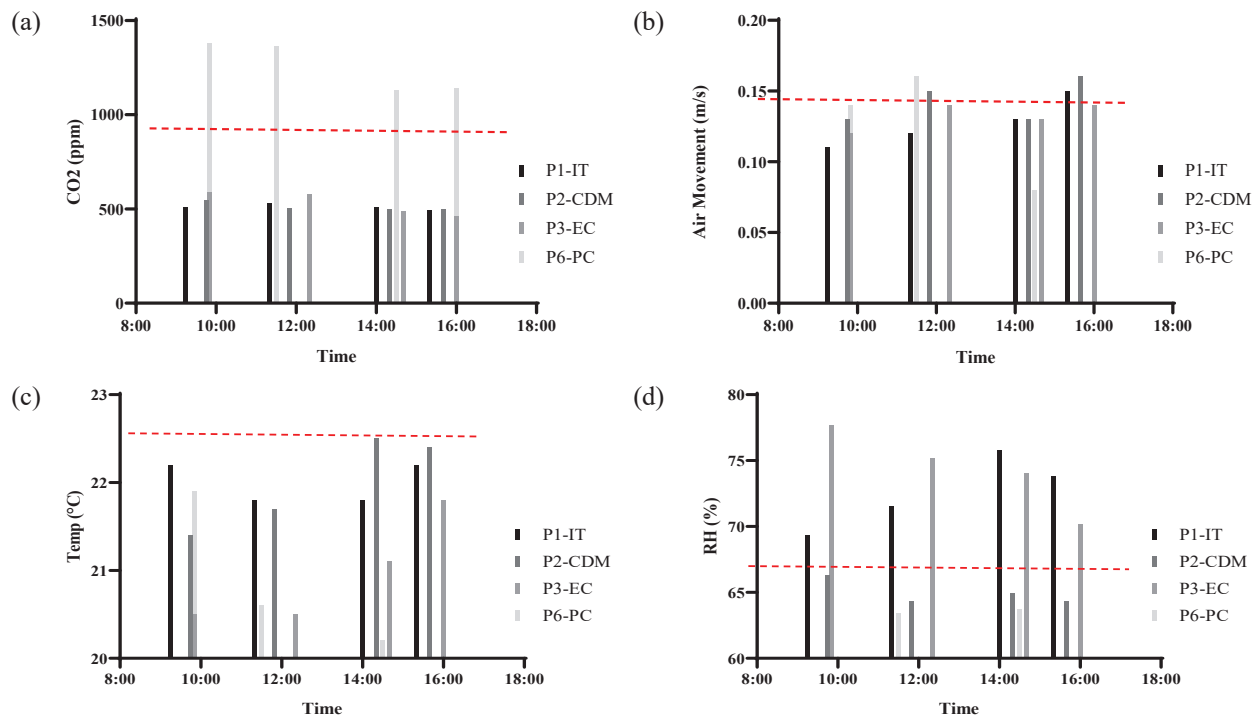 (a)
1500
1000
500
0
CO2 (ppm)
8:00 10:00 12:00 14:00 16:00 18:00
Time
P1-IT
P2-CDM
P3-EC
P6-PC
(b)
0.20
0.15
0.10
0.05
0.00
Air Movement (m/s)
8:00 10:00 12:00 14:00 16:00 18:00
Time
P1-IT
P2-CDM
P3-EC
P6-PC
(c)
23
22
21
20
Temp (°C)
8:00 10:00 12:00 14:00 16:00 18:00
Time
P1-IT
P2-CDM
P3-EC
P6-PC
(d)
80
75
70
65
60
RH (%)
8:00 10:00 12:00 14:00 16:00 18:00
Time
P1-IT
P2-CDM
P3-EC
P6-PC